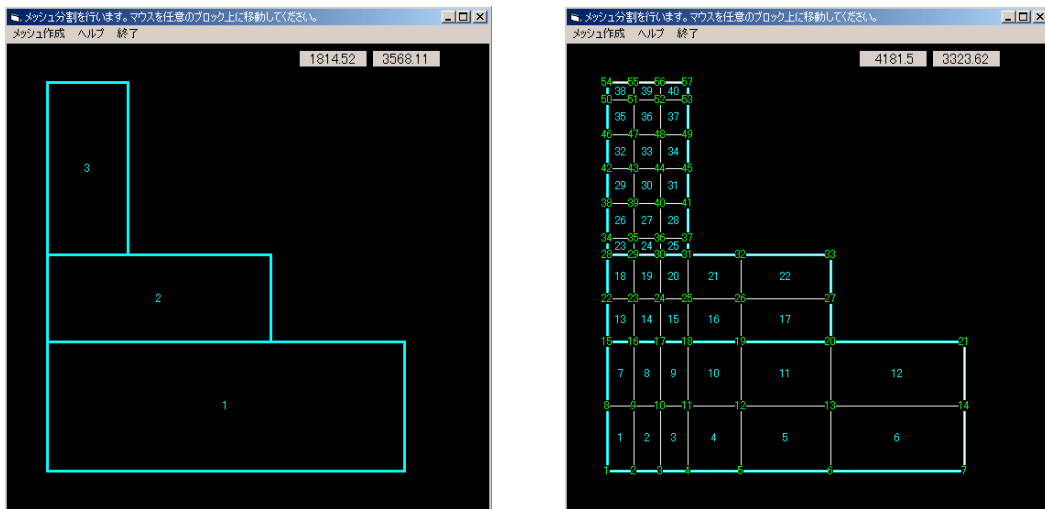 メッシュ分割を行います。マウスを任意のブロック上に移動してください。
メッシュ作成 ヘルプ 終了
1814.52 3568.11
3
2
1
メッシュ分割を行います。マウスを任意のブロック上に移動してください。
メッシュ作成 ヘルプ 終了
4181.5 3323.62
54 55 56 57
38 39 40
50 51 52 53
35 36 37
46 47 48 49
32 33 34
42 43 44 45
29 30 31
38 39 40 41
26 27 28
34 35 36 37
23 24 25
28 29 30 31 32 33
18 19 20 21 22
22 23 24 25 26 27
13 14 15 16 17
15 16 17 18 19 20 21
7 8 9 10 11 12
8 9 10 11 12 13 14
1 2 3 4 5 6
1 2 3 4 5 6 7